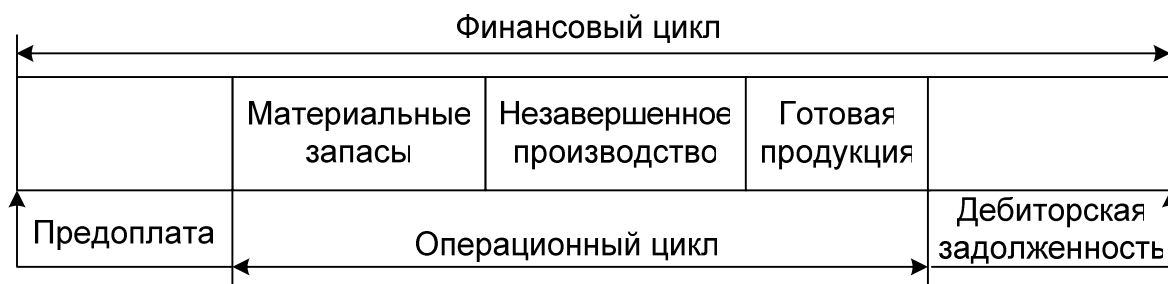 Финансовый цикл
Материальные
запасы
Незавершенное
производство
Готовая
продукция
Предоплата
Операционный цикл
Дебиторская
задолженность